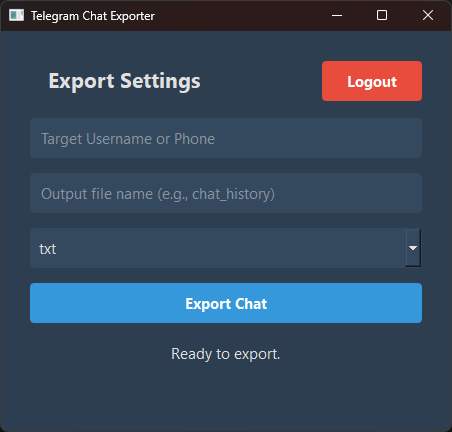 Telegram Chat Exporter
Export Settings
Logout
Target Username or Phone
Output file name (e.g., chat_history)
txt
Export Chat
Ready to export.